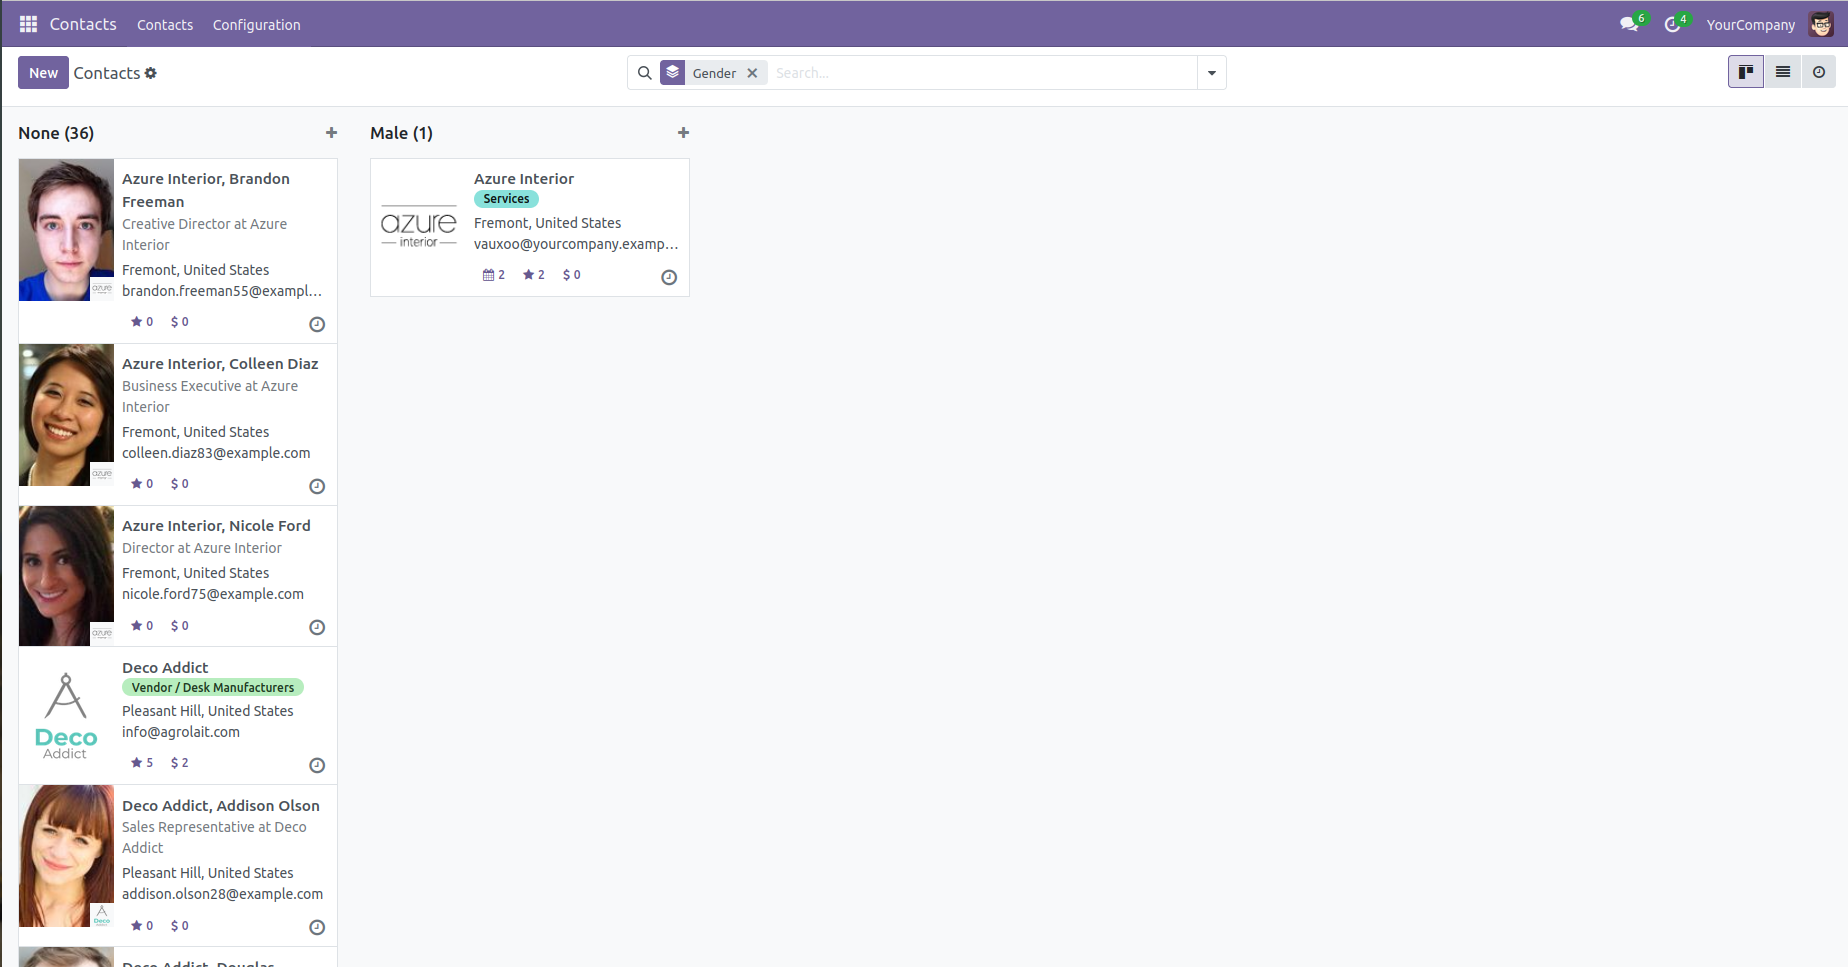 Contacts Contacts Configuration 6 4 YourCompany
New Contacts Gender Search...
None (36)
Azure Interior, Brandon
Freeman
Creative Director at Azure
Interior
Fremont, United States
brandon.freeman55@exampl...
0 $ 0
Azure Interior, Colleen Diaz
Business Executive at Azure
Interior
Fremont, United States
colleen.diaz83@example.com
0 $ 0
Azure Interior, Nicole Ford
Director at Azure Interior
Fremont, United States
nicole.ford75@example.com
0 $ 0
Deco
Addict
Deco Addict
Vendor / Desk Manufacturers
Pleasant Hill, United States
info@agrolait.com
5 $ 2
Deco Addict, Addison Olson
Sales Representative at Deco
Addict
Pleasant Hill, United States
addison.olson28@example.com
0 $ 0
Deco Addict, Douglas
Male (1)
azure
interior
Azure Interior
Services
Fremont, United States
vauxoo@yourcompany.examp...
2 2 $ 0